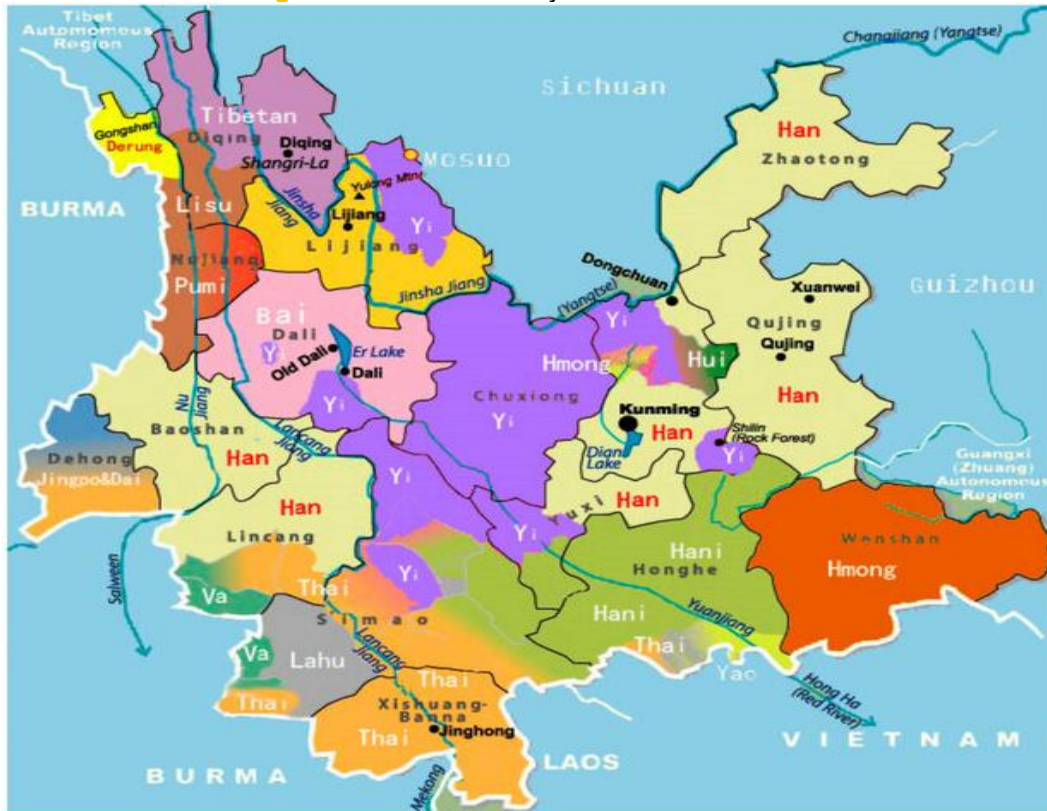 Tibet
Autonomous
Region
Changjiang (Yangtse)
Sichuan
Gongshan
Derung
Tibetan
Diqing
Diqing
Shangri-La
Mosuo
Han
Zhaotong
BURMA
Lisu
Jinsha
Jiang
Yulong Mtn
Lijiang
Lijiang
Yi
Nujiang
Pumi
Jinsha Jiang
(Yangtse)
Dongchuan
Xuanwei
Guizhou
Qujing
Qujing
Bai
Dali
Yi
Old Dali
Er Lake
Dali
Yi
Yi
Hmong
Hui
Chuxiong
Yi
Han
Kunming
Han
Dian
Lake
Shilin
(Rock Forest)
Yi
Nu
Jiang
Baoshan
Han
Lancang
Jiang
Dehong
Jingpo&Dai
Guangxi
(Zhuang)
Autonomous
Region
Yi
Han
Yuxi
Han
Lincang
Yi
Wenshan
Hmong
Hani
Honghe
Salween
Va
Thai
Yi
Hani
Simao
Yuanjiang
Va
Lahu
Lancang
Jiang
Thai
Yao
Thai
Thai
Xishuang-
Banna
Thai
Jinghong
Hong Ha
(Red River)
VIETNAM
BURMA
LAOS
Mekong